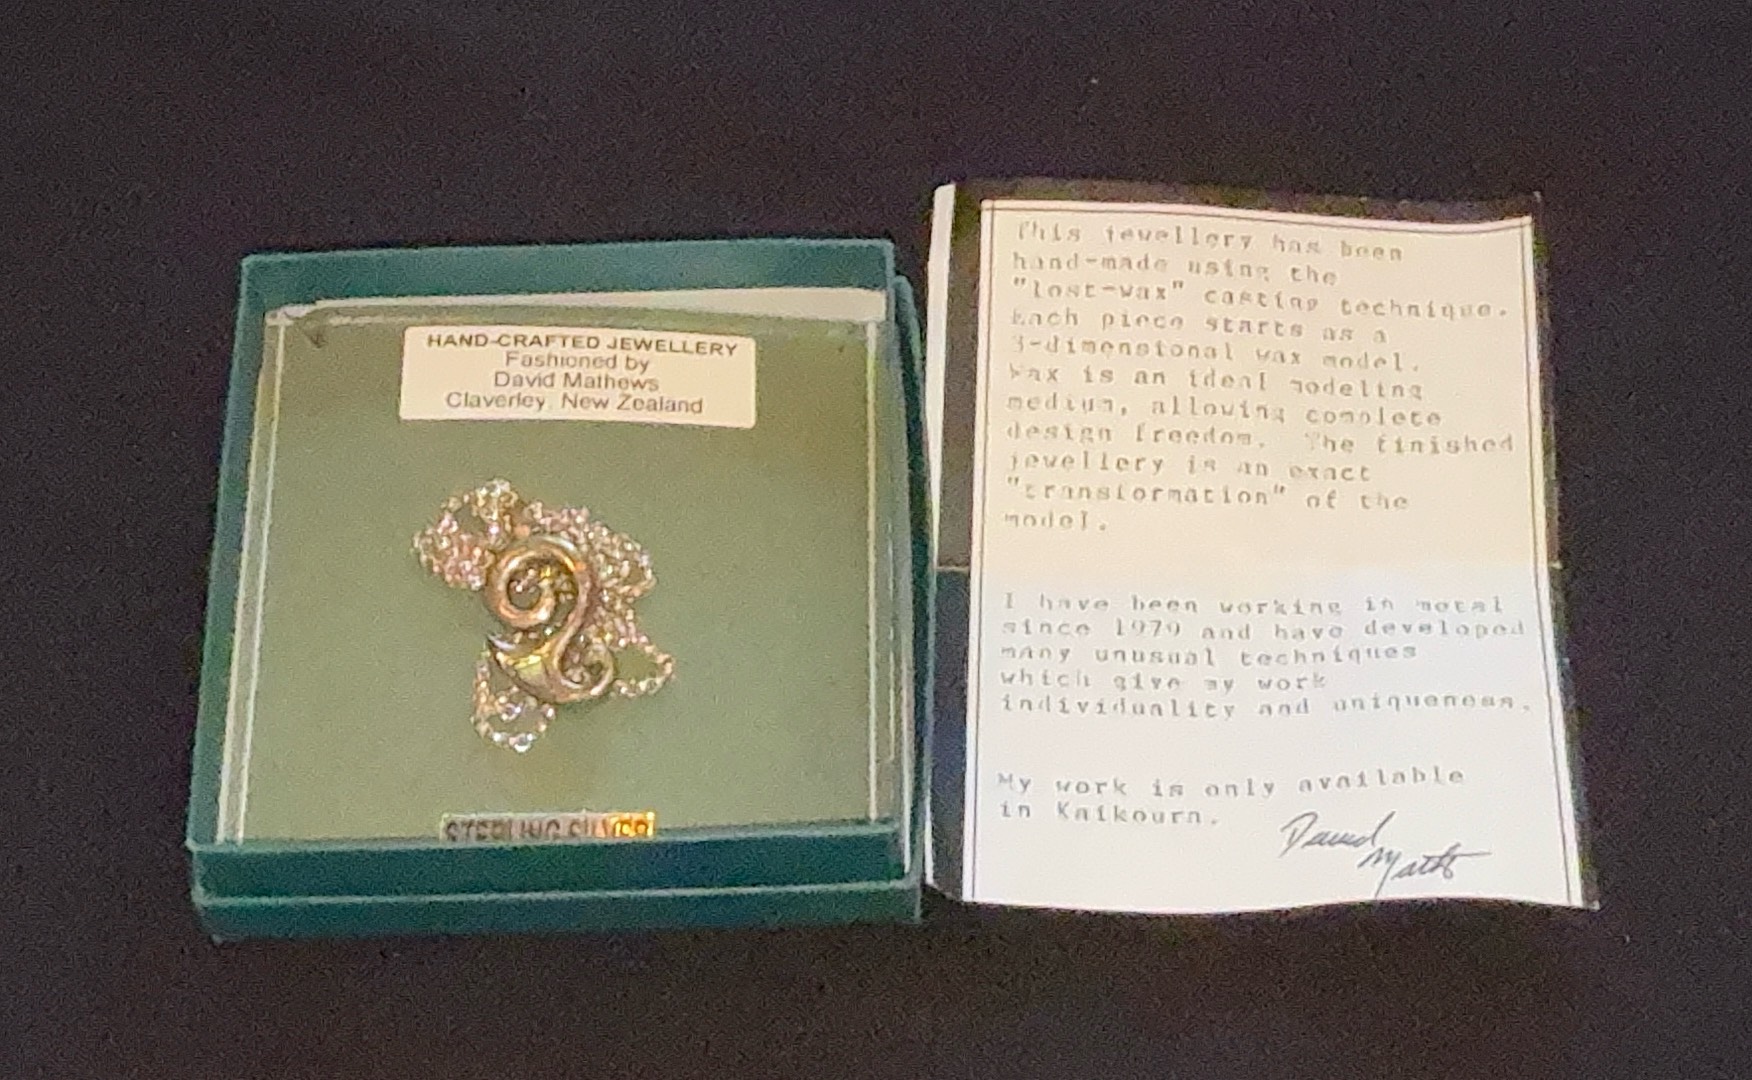 HAND-CRAFTED JEWELLERY
Fashioned by
David Mathews
Claverley, New Zealand
STERLING SILVER
This jewellery has been
hand-made using the
"lost-wax" casting technique.
Each piece starts as a
3-dimensional wax model.
Wax is an ideal modeling
medium, allowing complete
design freedom. The finished
jewellery is an exact
"transformation" of the
model.
I have been working in metal
since 1979 and have developed
many unusual techniques
which give my work
individuality and uniqueness.
My work is only available
in Kaikoura.
David
Mathews